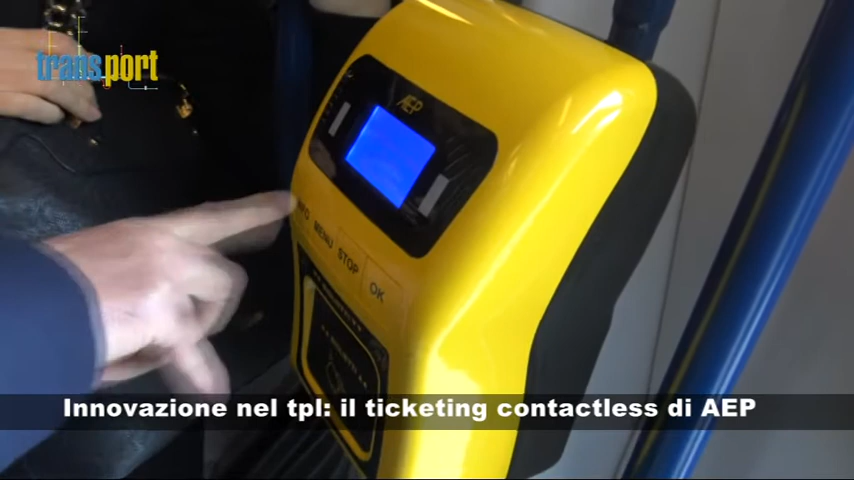 transport
AEP
INFO MENU STOP OK
Innovazione nel tpl: il ticketing contactless di AEP